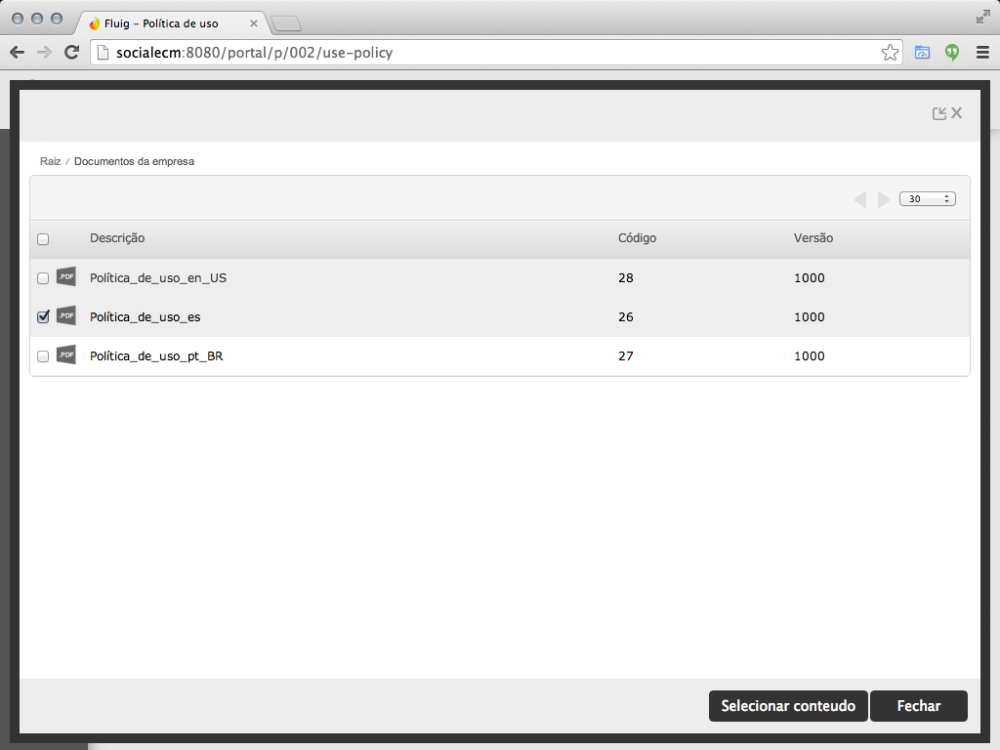 Fluig – Política de uso
socialecm:8080/portal/p/002/use-policy
Raiz / Documentos da empresa
30
Descrição Código Versão
.PDF Política_de_uso_en_US 28 1000
.PDF Política_de_uso_es 26 1000
.PDF Política_de_uso_pt_BR 27 1000
Selecionar conteudo Fechar